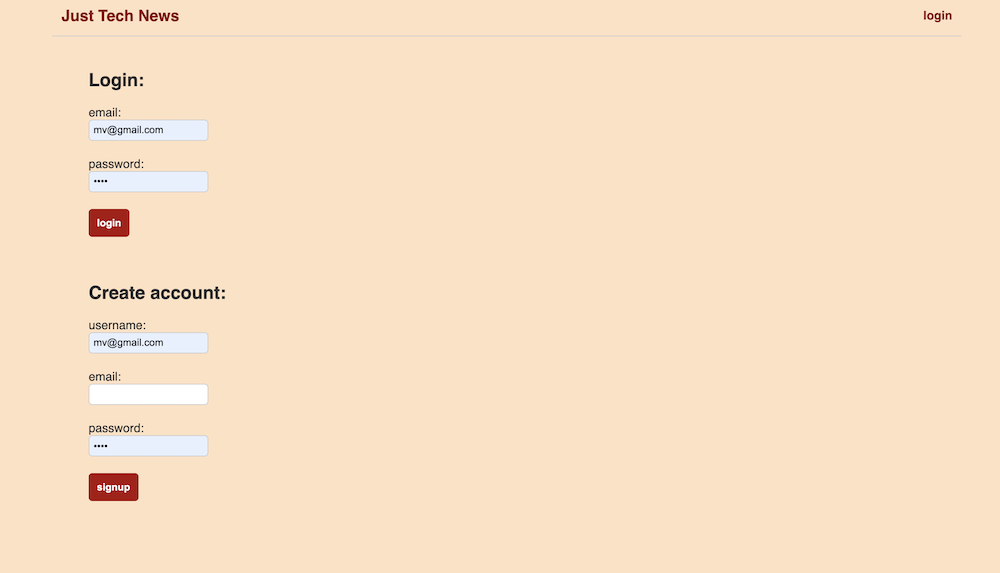 Just Tech News
login
Login:
email:
mv@gmail.com
password:
••••
login
Create account:
username:
mv@gmail.com
email:
password:
••••
signup